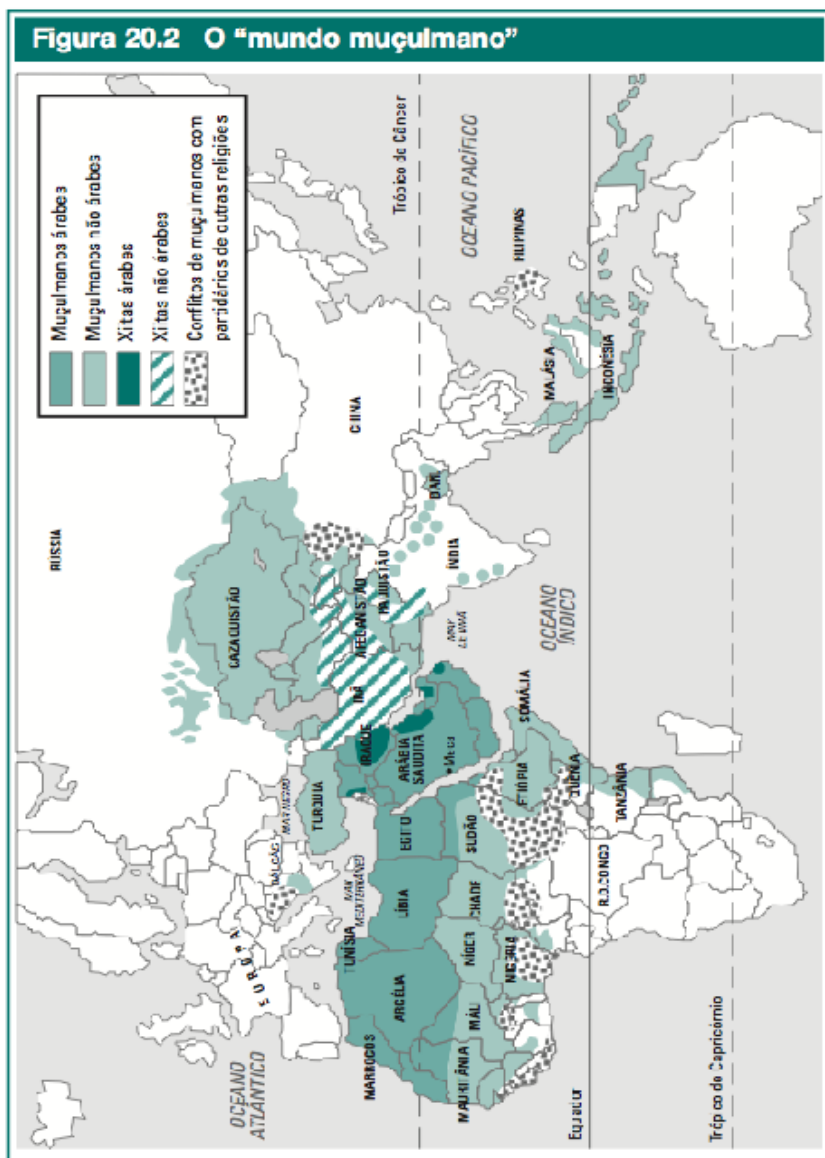 Figura 20.2 O “mundo muçulmano”
Muçulmanos árabes
Muçulmanos não árabes
Xiitas árabes
Xiitas não árabes
Conflitos de muçulmanos com
partidários de outras religiões
RÚSSIA
CAZAQUISTÃO
CHINA
Trópico de Câncer
OCEANO PACÍFICO
FILIPINAS
EUROPA
BALCÃS
MAR NEGRO
TURQUIA
IRÃ
AFEGANISTÃO
PAQUISTÃO
ÍNDIA
MALÁSIA
INDONÉSIA
OCEANO
ATLÂNTICO
MAR
MEDITERRÂNEO
TUNÍSIA
MARROCOS
ARGÉLIA
LÍBIA
EGITO
IRAQUE
ARÁBIA
SAUDITA
Meca
MAR
OCEANO
ÍNDICO
MAURITÂNIA
MÁLI
NÍGER
CHADE
SUDÃO
ETIÓPIA
SOMÁLIA
NIGÉRIA
QUÊNIA
TANZÂNIA
R.D.CONGO
Equador
Trópico de Capricórnio